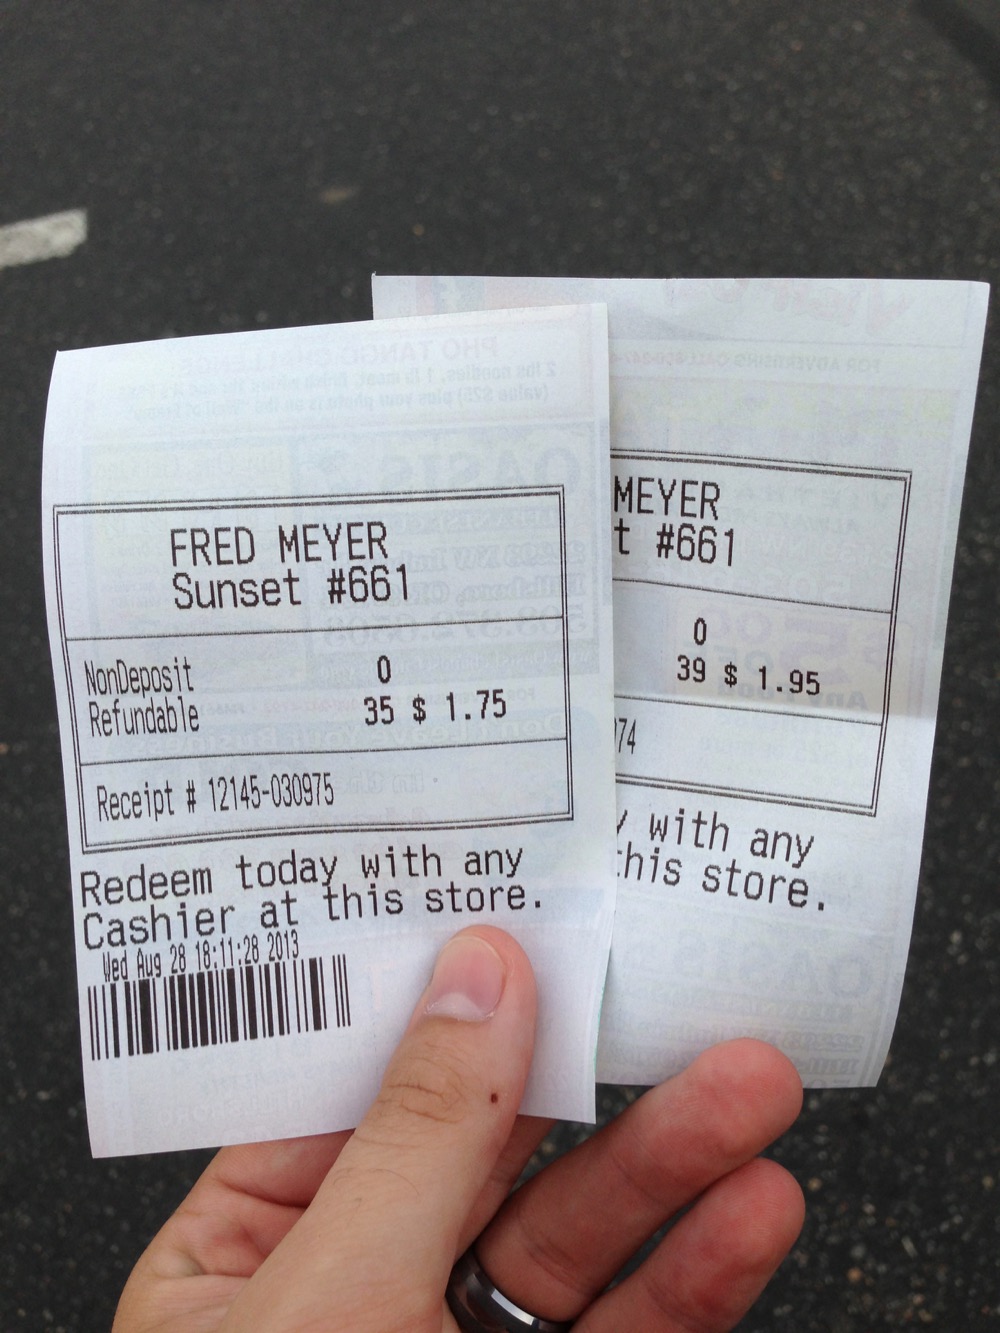 FRED MEYER
Sunset #661
NonDeposit 0
Refundable 35 $ 1.75
Receipt # 12145-030975
Redeem today with any
Cashier at this store.
Wed Aug 28 18:11:28 2013
MEYER
t #661
0
39 $ 1.95
74
y with any
this store.